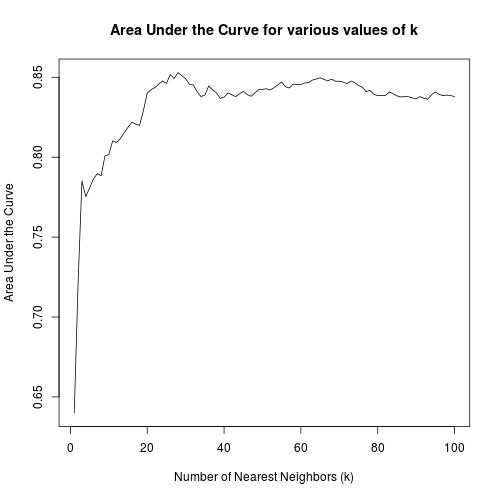 Area Under the Curve for various values of k
Area Under the Curve
0.85
0.80
0.75
0.70
0.65
0 20 40 60 80 100
Number of Nearest Neighbors (k)